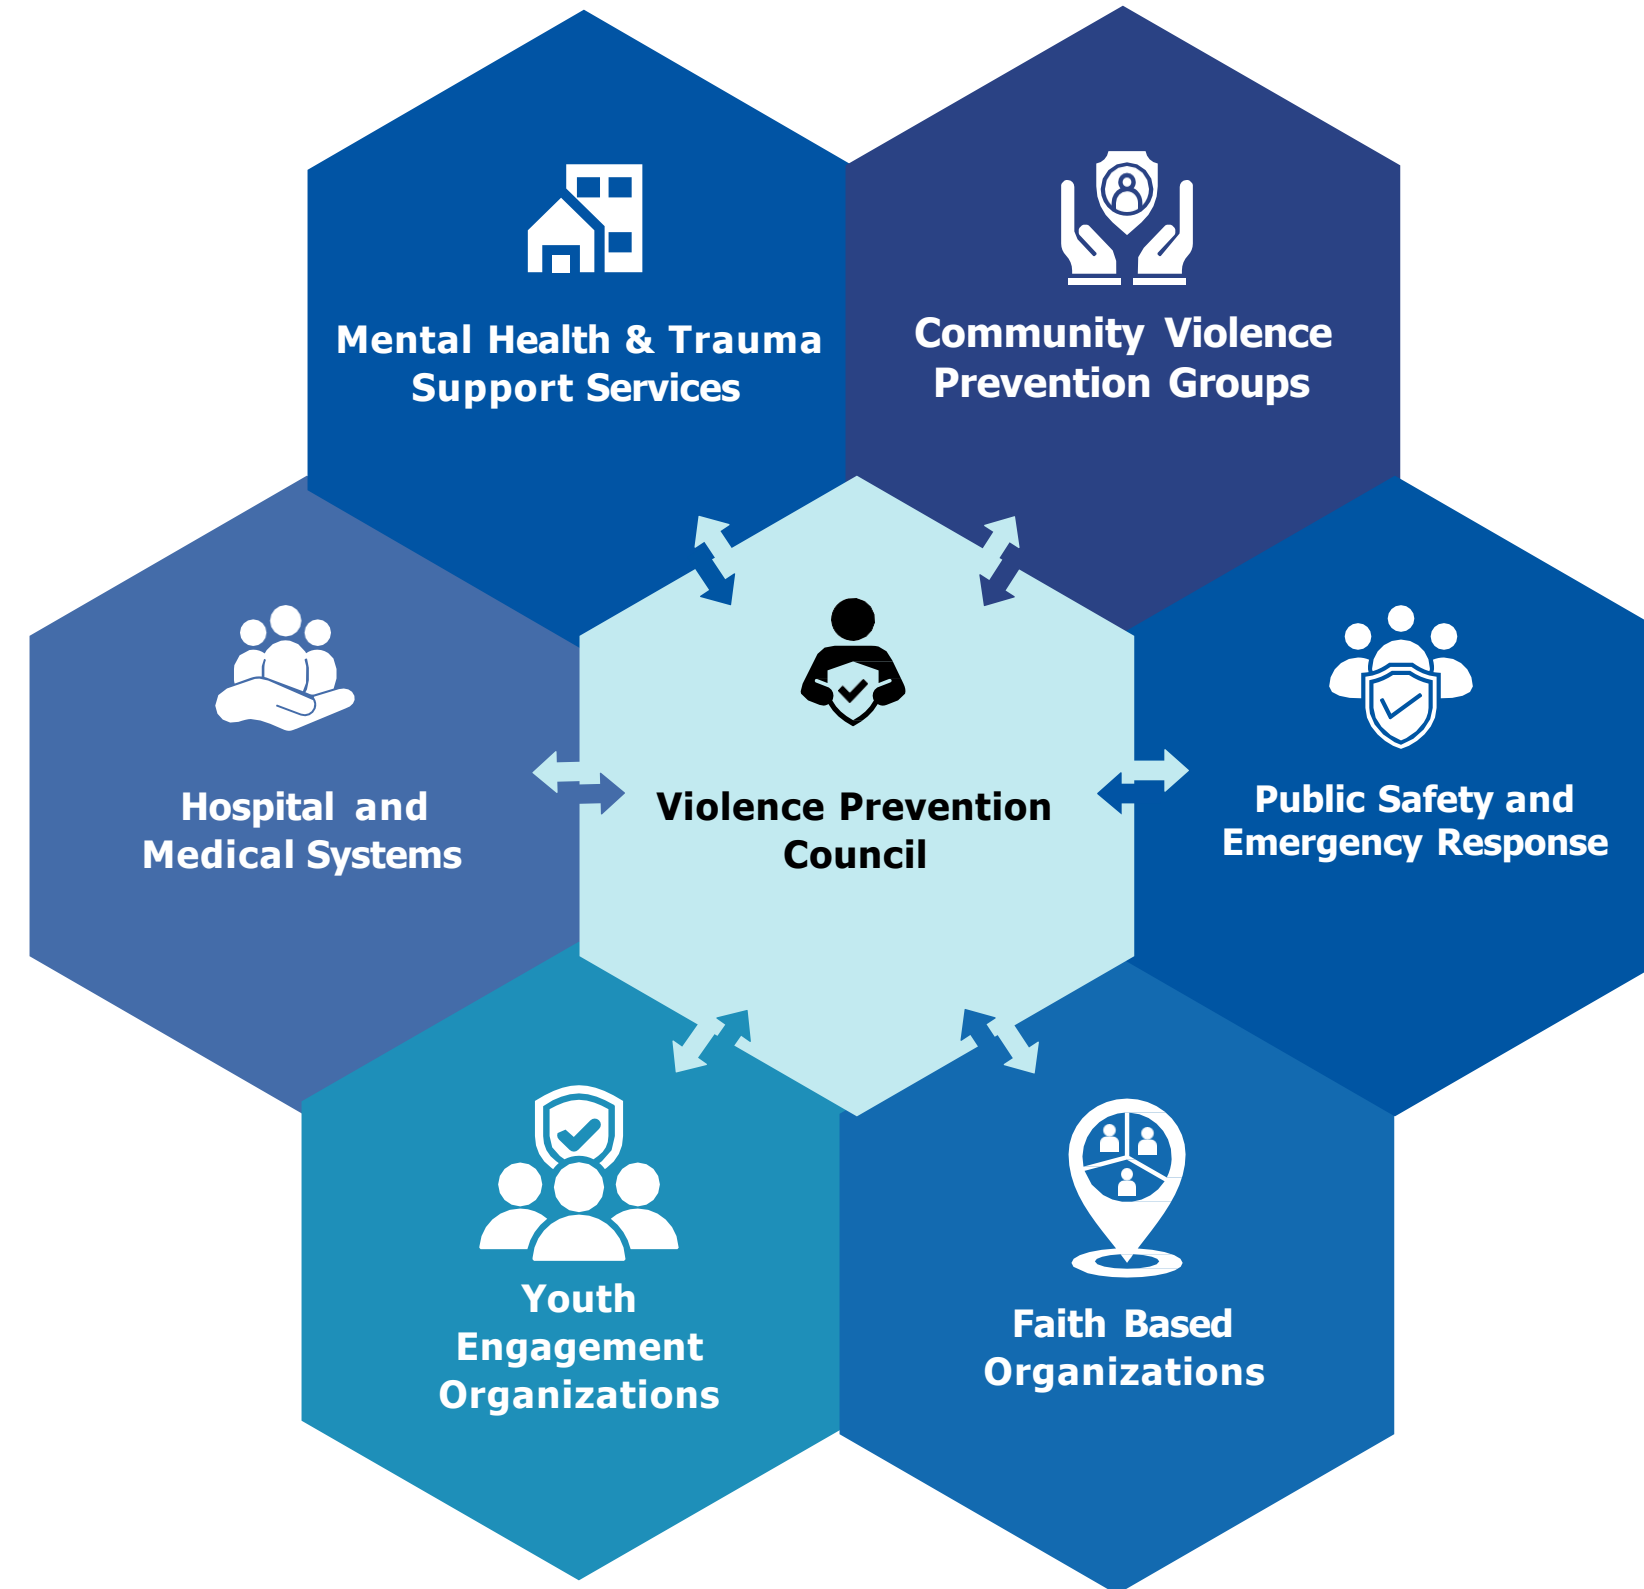 Mental Health & Trauma
Support Services
Community Violence
Prevention Groups
Hospital and
Medical Systems
Violence Prevention
Council
Public Safety and
Emergency Response
Youth
Engagement
Organizations
Faith Based
Organizations